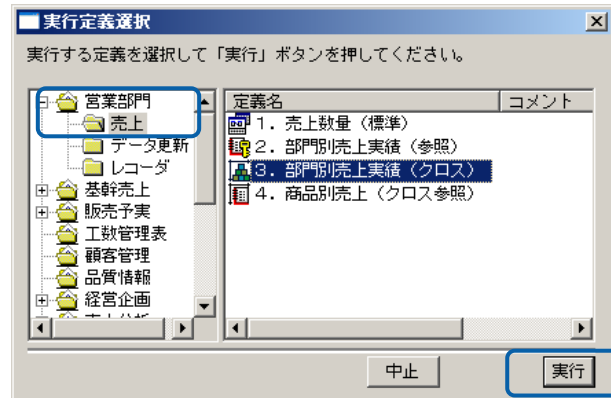 実行定義選択
実行する定義を選択して「実行」ボタンを押してください。
営業部門
売上
データ更新
レコーダ
基幹売上
販売予実
工数管理表
顧客管理
品質情報
経営企画
定義名 コメント
1. 売上数量（標準）
2. 部門別売上実績（参照）
3. 部門別売上実績（クロス）
4. 商品別売上（クロス参照）
中止 実行